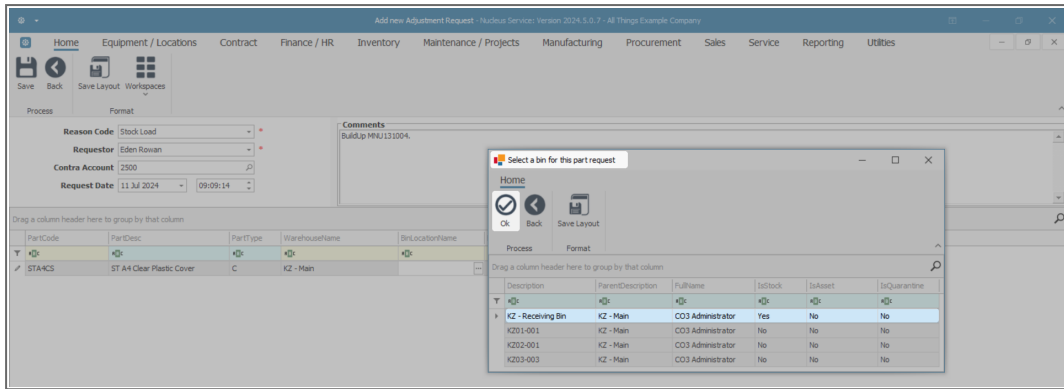 Add new Adjustment Request - Nucleus Service: Version 2024.5.0.7 - All Things Example Company
Home Equipment / Locations Contract Finance / HR Inventory Maintenance / Projects Manufacturing Procurement Sales Service Reporting Utilities
Save Back Save Layout Workspaces
Process Format
Reason Code Stock Load *
Requestor Eden Rowan *
Contra Account 2500
Request Date 11 Jul 2024 09:09:14
Comments
BuildUp MNU131004.
Drag a column header here to group by that column
PartCode PartDesc PartType WarehouseName BinLocationName
STA4CS ST A4 Clear Plastic Cover C KZ - Main
Select a bin for this part request
Home
Ok Back Save Layout
Process Format
Drag a column header here to group by that column
Description ParentDescription FullName IsStock IsAsset IsQuarantine
KZ - Receiving Bin KZ - Main CO3 Administrator Yes No No
KZ01-001 KZ - Main CO3 Administrator No No No
KZ02-001 KZ - Main CO3 Administrator No No No
KZ03-003 KZ - Main CO3 Administrator No No No